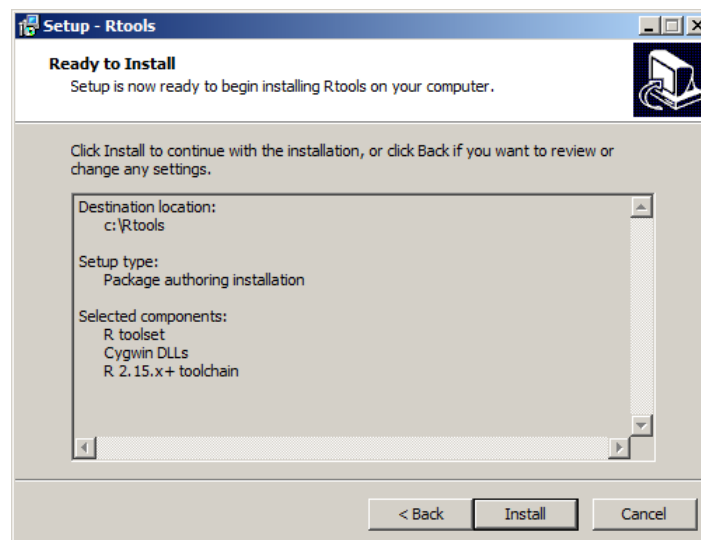 Setup - Rtools
Ready to Install
Setup is now ready to begin installing Rtools on your computer.
Click Install to continue with the installation, or click Back if you want to review or
change any settings.
Destination location:
c:\Rtools
Setup type:
Package authoring installation
Selected components:
R toolset
Cygwin DLLs
R 2.15.x+ toolchain
< Back
Install
Cancel